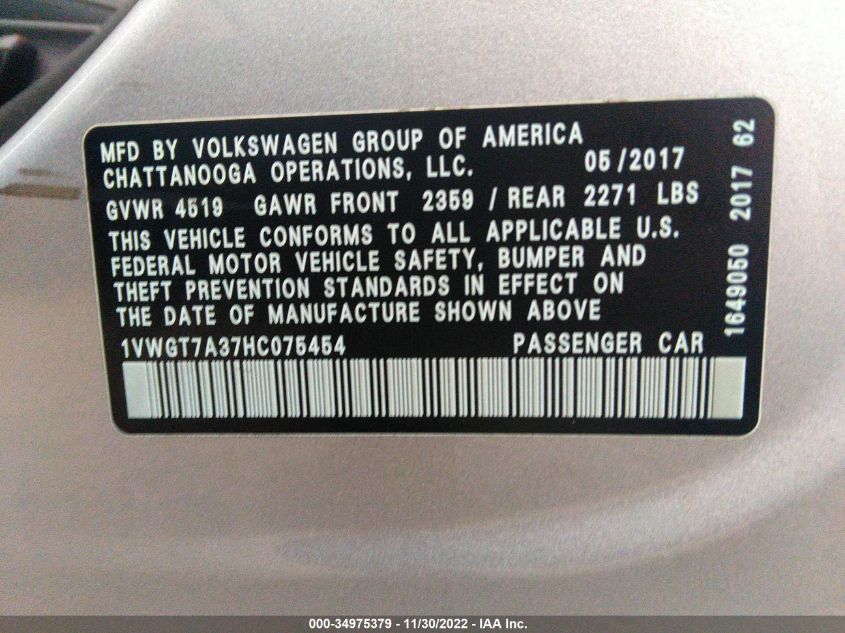 MFD BY VOLKSWAGEN GROUP OF AMERICA
CHATTANOOGA OPERATIONS, LLC. 05/2017
GVWR 4519 GAWR FRONT 2359 / REAR 2271 LBS
THIS VEHICLE CONFORMS TO ALL APPLICABLE U.S.
FEDERAL MOTOR VEHICLE SAFETY, BUMPER AND
THEFT PREVENTION STANDARDS IN EFFECT ON
THE DATE OF MANUFACTURE SHOWN ABOVE
1VWGT7A37HC075454 PASSENGER CAR
1649050 2017 62
000-34975379 - 11/30/2022 - IAA Inc.